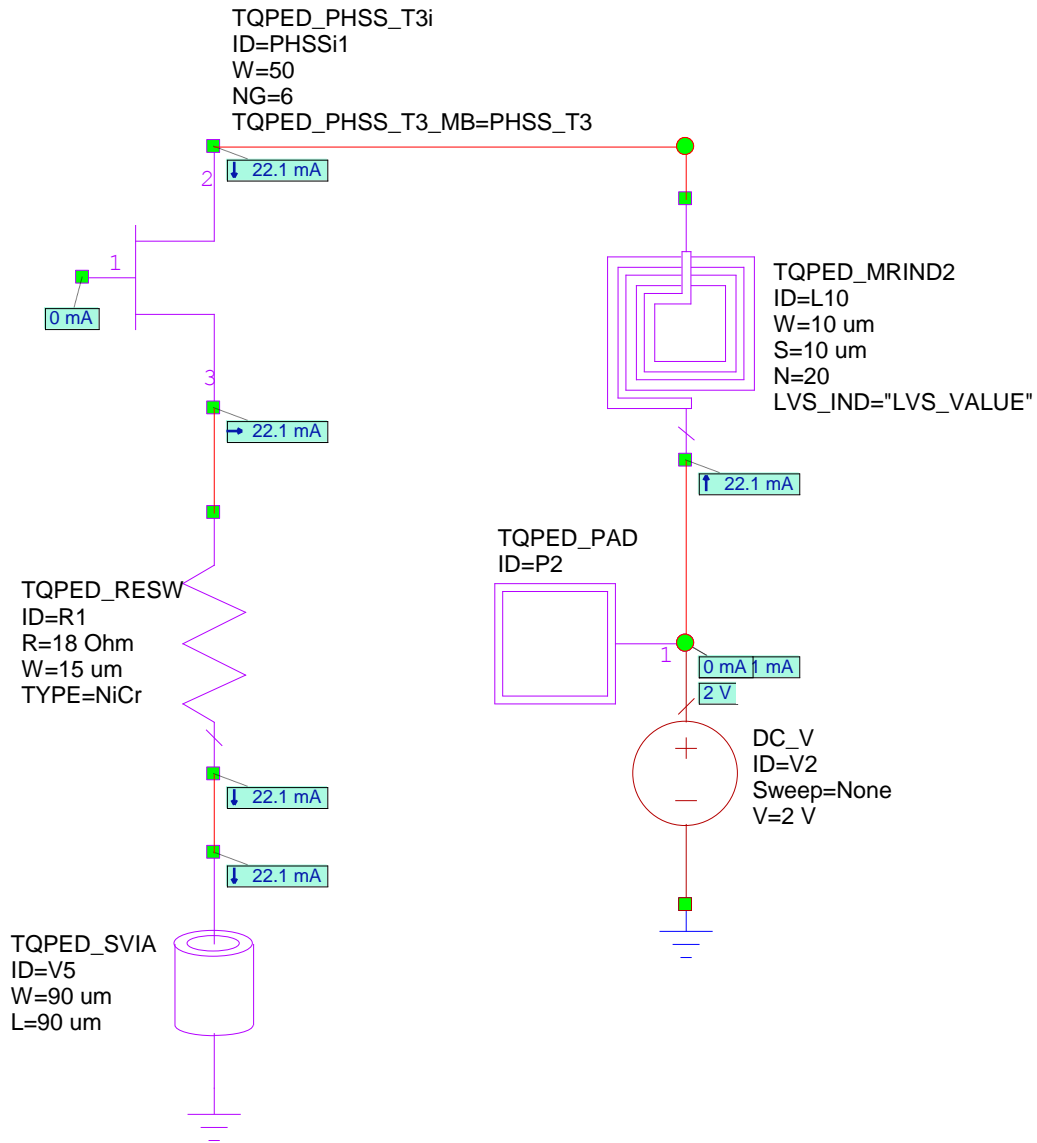 TQPED_PHSS_T3i
ID=PHSSi1
W=50
NG=6
TQPED_PHSS_T3_MB=PHSS_T3
22.1 mA
2
1
0 mA
3
22.1 mA
TQPED_MRIND2
ID=L10
W=10 um
S=10 um
N=20
LVS_IND="LVS_VALUE"
22.1 mA
TQPED_PAD
ID=P2
1
0 mA
1 mA
2 V
TQPED_RESW
ID=R1
R=18 Ohm
W=15 um
TYPE=NiCr
DC_V
ID=V2
Sweep=None
V=2 V
22.1 mA
22.1 mA
TQPED_SVIA
ID=V5
W=90 um
L=90 um